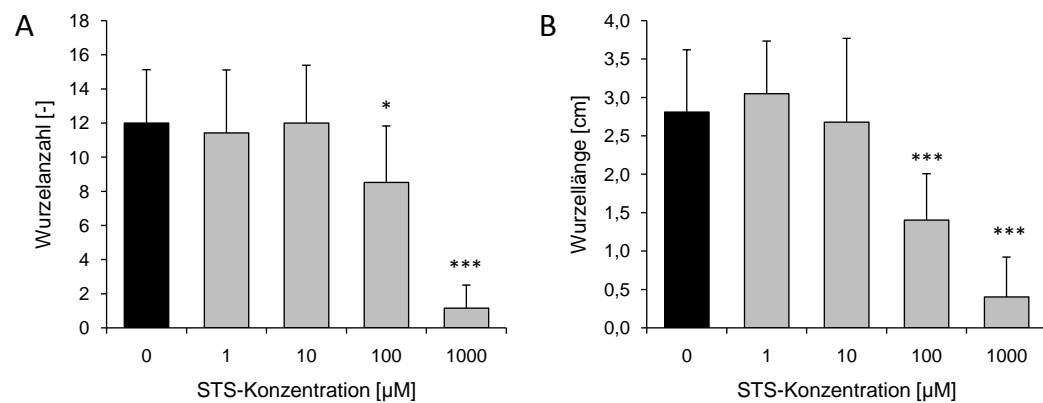 A
Wurzelanzahl [-]
18
16
14
12
10
8
6
4
2
0
*
***
0 1 10 100 1000
STS-Konzentration [µM]
B
Wurzellänge [cm]
4,0
3,5
3,0
2,5
2,0
1,5
1,0
0,5
0,0
***
***
0 1 10 100 1000
STS-Konzentration [µM]